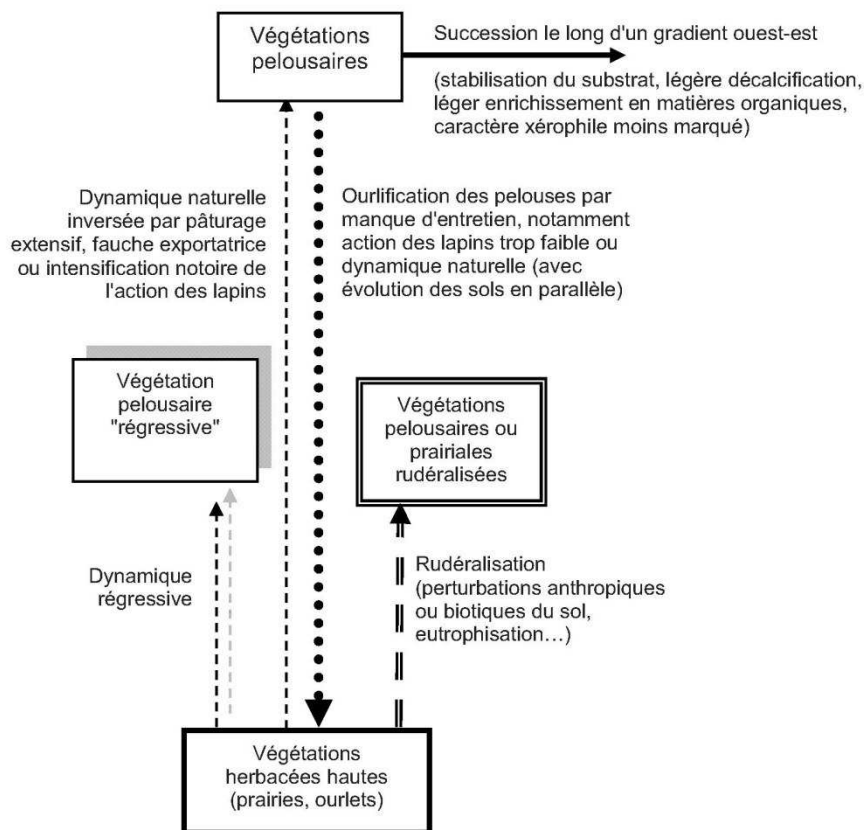 Végétations
pelousaires
Succession le long d'un gradient ouest-est
(stabilisation du substrat, légère décalcification,
léger enrichissement en matières organiques,
caractère xérophile moins marqué)
Dynamique naturelle
inversée par pâturage
extensif, fauche exportatrice
ou intensification notoire de
l'action des lapins
Ourlification des pelouses par
manque d'entretien, notamment
action des lapins trop faible ou
dynamique naturelle (avec
évolution des sols en parallèle)
Végétation
pelousaire
"régressive"
Végétations
pelousaires ou
prairiales
rudéralisées
Dynamique
régressive
Rudéralisation
(perturbations anthropiques
ou biotiques du sol,
eutrophisation…)
Végétations
herbacées hautes
(prairies, ourlets)